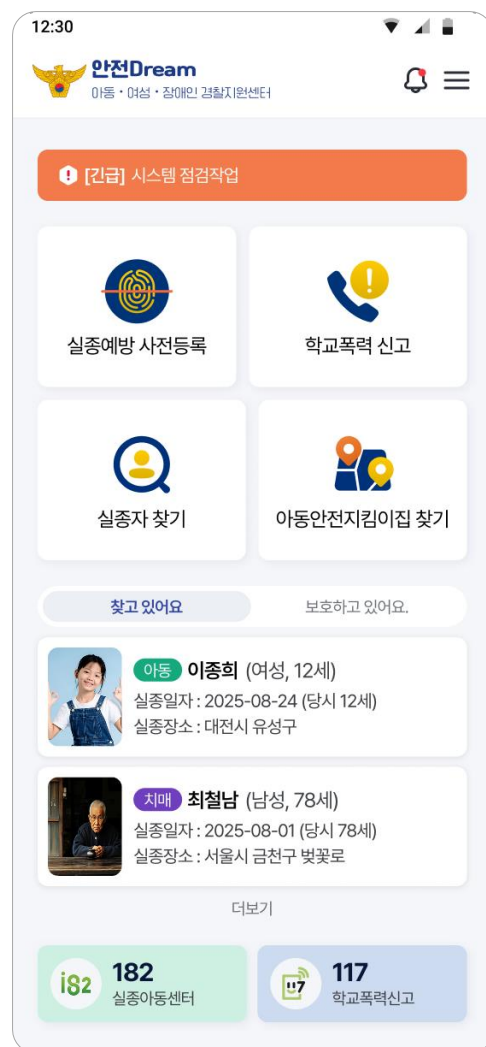 12:30
안전Dream
아동·여성·장애인 경찰지원센터
[긴급] 시스템 점검작업
실종예방 사전등록
학교폭력 신고
실종자 찾기
아동안전지킴이집 찾기
찾고 있어요
보호하고 있어요.
아동 이종희 (여성, 12세)
실종일자 : 2025-08-24 (당시 12세)
실종장소 : 대전시 유성구
치매 최철남 (남성, 78세)
실종일자 : 2025-08-01 (당시 78세)
실종장소 : 서울시 금천구 벚꽃로
더보기
i82
182
실종아동센터
117
117
학교폭력신고